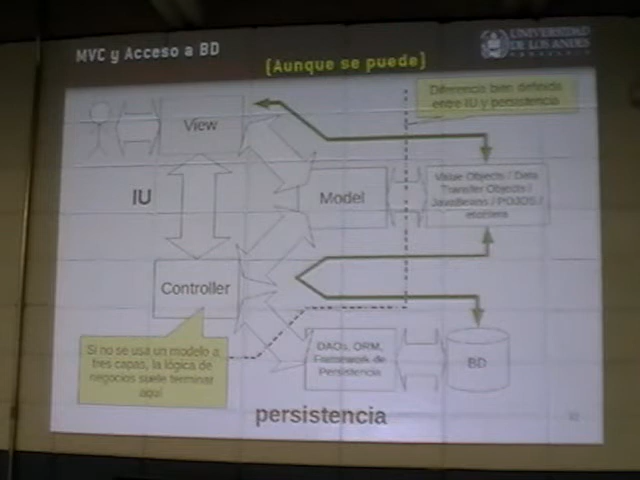 MVC y Acceso a BD
(Aunque se puede)
UNIVERSIDAD
DE LOS ANDES
Diferencia bien definida
entre IU y persistencia
View
IU
Model
Value Objects / Data
Transfer Objects /
JavaBeans / POJOS /
etcétera
Controller
Si no se usa un modelo a
tres capas, la lógica de
negocios suele terminar
aquí
DAOs, ORM,
Framework de
Persistencia
BD
persistencia